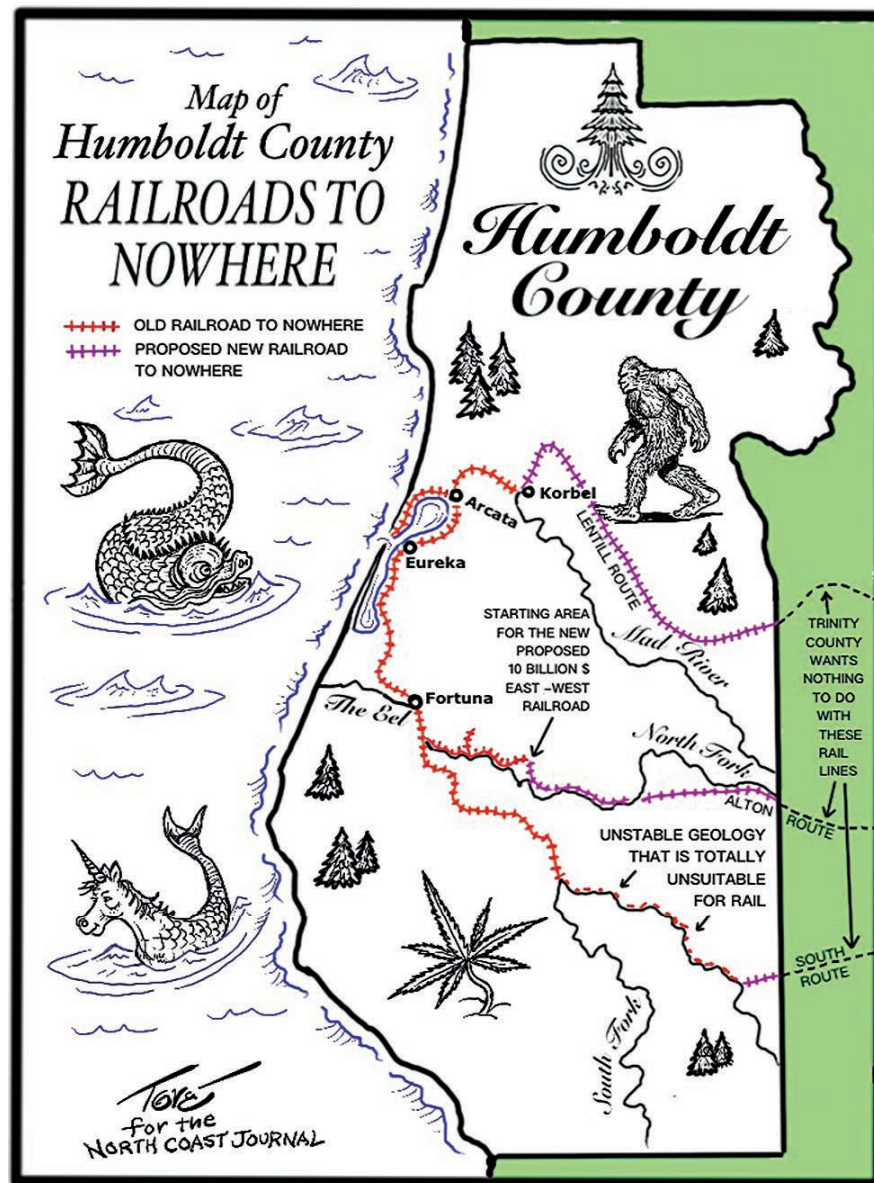 Map of
Humboldt County
RAILROADS TO
NOWHERE
OLD RAILROAD TO NOWHERE
PROPOSED NEW RAILROAD
TO NOWHERE
Humboldt
County
Korbel
Arcata
Eureka
LENTILL ROUTE
STARTING AREA
FOR THE NEW
PROPOSED
10 BILLION $
EAST -WEST
RAILROAD
Mad River
TRINITY
COUNTY
WANTS
NOTHING
TO DO
WITH
THESE
RAIL
LINES
Fortuna
The Eel
North Fork
ALTON
ROUTE
UNSTABLE GEOLOGY
THAT IS TOTALLY
UNSUITABLE
FOR RAIL
SOUTH
ROUTE
South Fork
for the
NORTH COAST JOURNAL